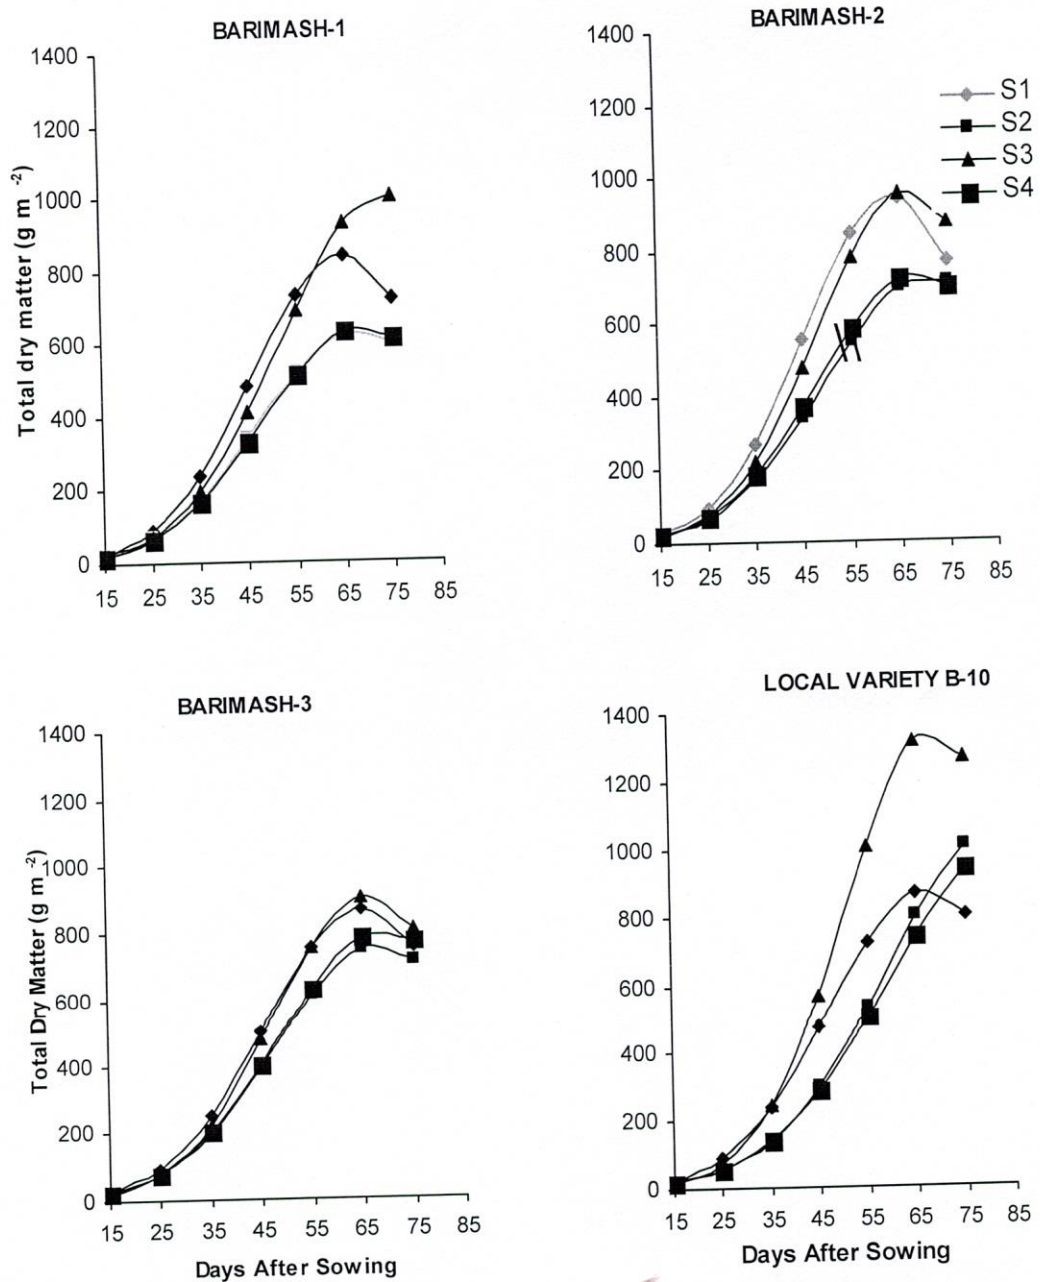 BARIMASH-1
Total dry matter (g m -2)
1400
1200
1000
800
600
400
200
0
15 25 35 45 55 65 75 85
BARIMASH-2
1400
1200
1000
800
600
400
200
0
15 25 35 45 55 65 75 85
S1
S2
S3
S4
BARIMASH-3
Total Dry Matter (g m -2)
1400
1200
1000
800
600
400
200
0
15 25 35 45 55 65 75 85
Days After Sowing
LOCAL VARIETY B-10
1400
1200
1000
800
600
400
200
0
15 25 35 45 55 65 75 85
Days After Sowing